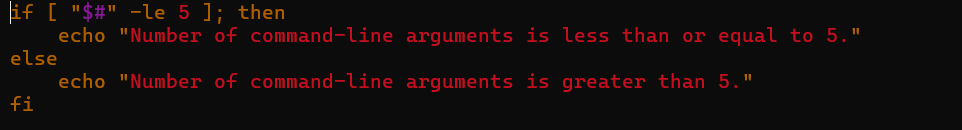 if [ "$#" -le 5 ]; then
    echo "Number of command-line arguments is less than or equal to 5."
else
    echo "Number of command-line arguments is greater than 5."
fi